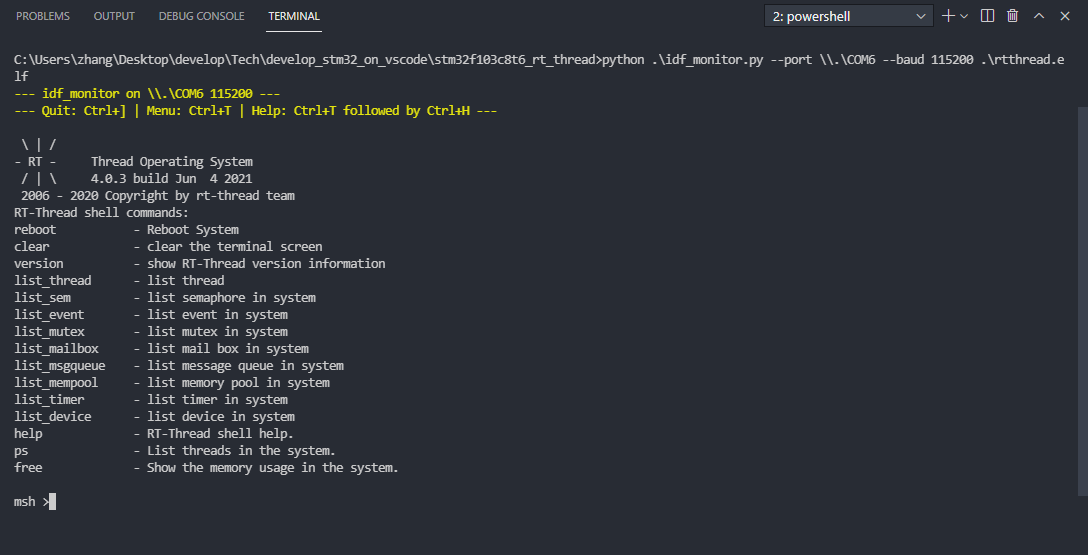 PROBLEMS OUTPUT DEBUG CONSOLE TERMINAL 2: powershell
C:\Users\zhang\Desktop\develop\Tech\develop_stm32_on_vscode\stm32f103c8t6_rt_thread>python .\idf_monitor.py --port \\.\COM6 --baud 115200 .\rtthread.e
lf
--- idf_monitor on \\.\COM6 115200 ---
--- Quit: Ctrl+] | Menu: Ctrl+T | Help: Ctrl+T followed by Ctrl+H ---
 \ | /
- RT -     Thread Operating System
 / | \     4.0.3 build Jun  4 2021
 2006 - 2020 Copyright by rt-thread team
RT-Thread shell commands:
reboot           - Reboot System
clear            - clear the terminal screen
version          - show RT-Thread version information
list_thread      - list thread
list_sem         - list semaphore in system
list_event       - list event in system
list_mutex       - list mutex in system
list_mailbox     - list mail box in system
list_msgqueue    - list message queue in system
list_mempool     - list memory pool in system
list_timer       - list timer in system
list_device      - list device in system
help             - RT-Thread shell help.
ps               - List threads in the system.
free             - Show the memory usage in the system.
msh >